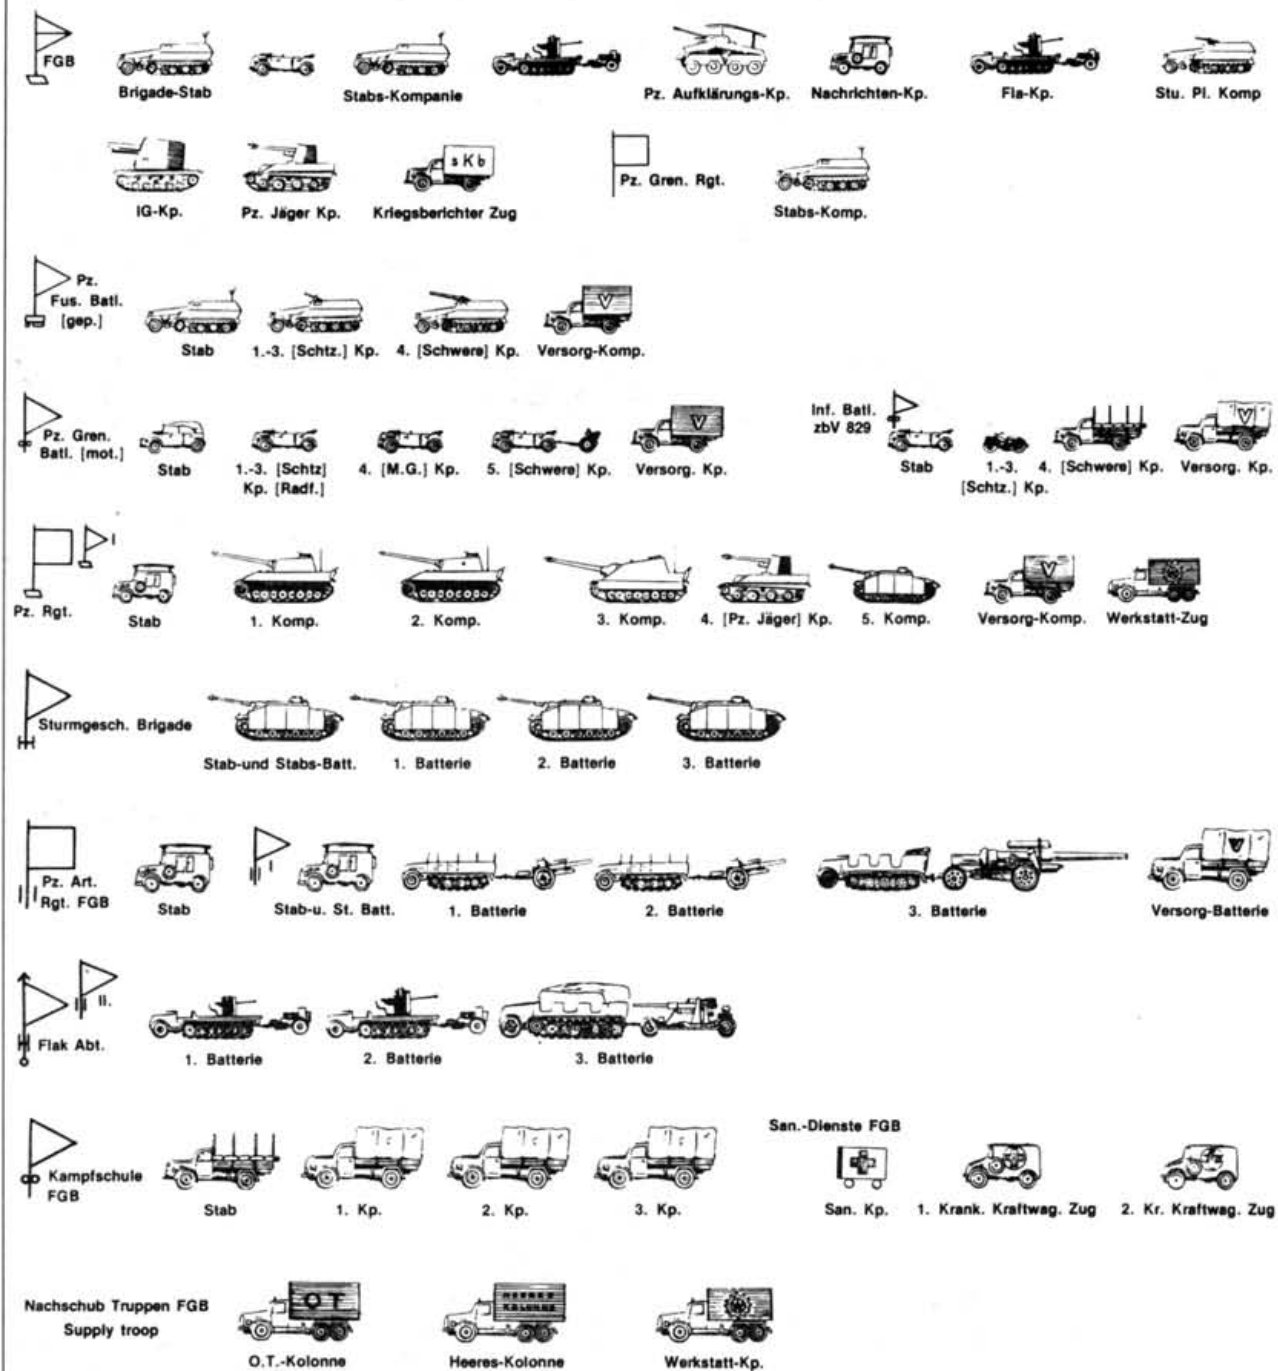 FGB
Brigade-Stab
Stabs-Kompanie
Pz. Aufklärungs-Kp.
Nachrichten-Kp.
Fla-Kp.
Stu. Pl. Komp
IG-Kp.
Pz. Jäger Kp.
s K b
Kriegsberichter Zug
Pz. Gren. Rgt.
Stabs-Komp.
Pz.
Fus. Batl.
[gep.]
Stab
1.-3. [Schtz.] Kp.
4. [Schwere] Kp.
V
Versorg-Komp.
Pz. Gren.
Batl. [mot.]
Stab
1.-3. [Schtz]
Kp. [Radf.]
4. [M.G.] Kp.
5. [Schwere] Kp.
V
Versorg. Kp.
Inf. Batl.
zbV 829
Stab
1.-3.
[Schtz.] Kp.
4. [Schwere] Kp.
V
Versorg. Kp.
I
Pz. Rgt.
Stab
1. Komp.
2. Komp.
3. Komp.
4. [Pz. Jäger] Kp.
5. Komp.
V
Versorg-Komp.
Werkstatt-Zug
Sturmgesch. Brigade
Stab-und Stabs-Batt.
1. Batterie
2. Batterie
3. Batterie
Pz. Art.
Rgt. FGB
Stab
I
Stab-u. St. Batt.
1. Batterie
2. Batterie
3. Batterie
V
Versorg-Batterie
II.
Flak Abt.
1. Batterie
2. Batterie
3. Batterie
Kampfschule
FGB
Stab
1. Kp.
2. Kp.
3. Kp.
San.-Dienste FGB
San. Kp.
1. Krank. Kraftwag. Zug
2. Kr. Kraftwag. Zug
Nachschub Truppen FGB
Supply troop
O T
O.T.-Kolonne
HEERES
KOLONNE
Heeres-Kolonne
Werkstatt-Kp.